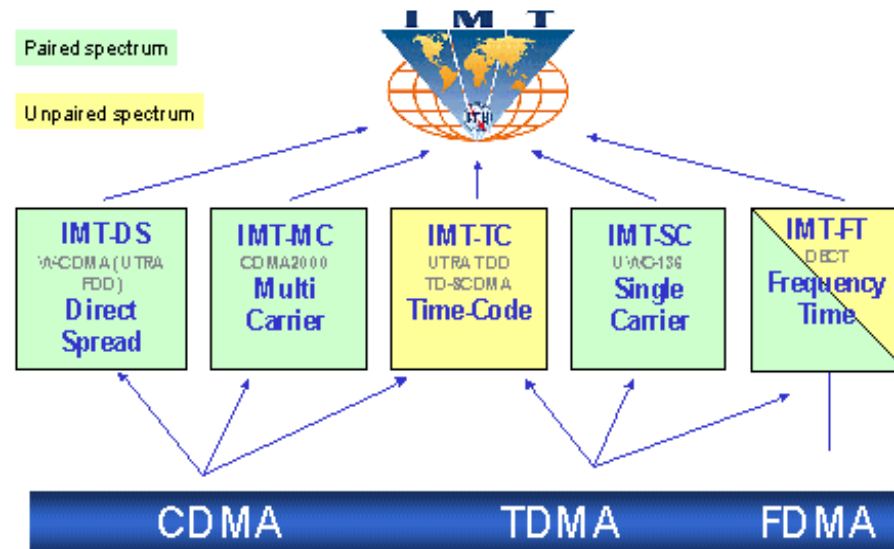 I M T
Paired spectrum
Unpaired spectrum
ITU
IMT-DS
W-CDMA (UTRA
FDD)
Direct
Spread
IMT-MC
CDMA2000
Multi
Carrier
IMT-TC
UTRA TDD
TD-SCDMA
Time-Code
IMT-SC
UWC-136
Single
Carrier
IMT-FT
DECT
Frequency
Time
CDMA
TDMA
FDMA